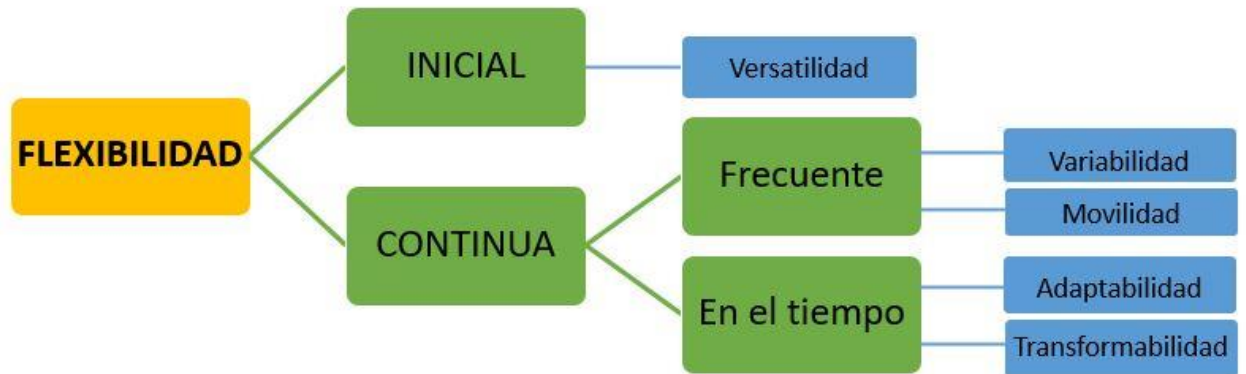 FLEXIBILIDAD
INICIAL
Versatilidad
CONTINUA
Frecuente
Variabilidad
Movilidad
En el tiempo
Adaptabilidad
Transformabilidad